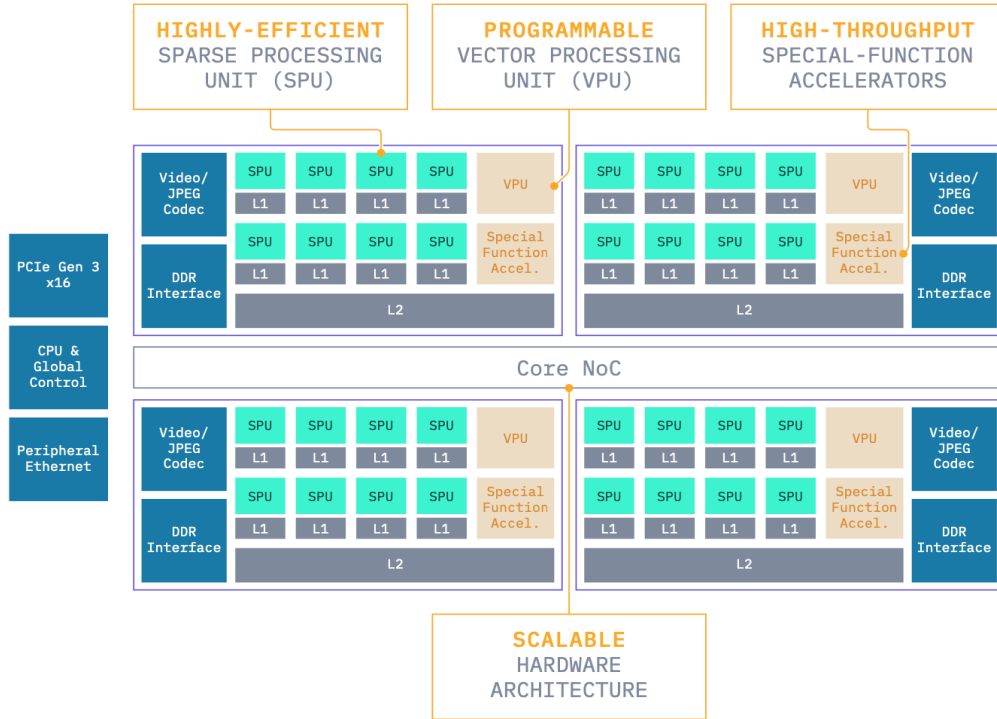 HIGHLY-EFFICIENT
SPARSE PROCESSING
UNIT (SPU)
PROGRAMMABLE
VECTOR PROCESSING
UNIT (VPU)
HIGH-THROUGHPUT
SPECIAL-FUNCTION
ACCELERATORS
PCIe Gen 3
x16
CPU &
Global
Control
Peripheral
Ethernet
Video/
JPEG
Codec
DDR
Interface
SPU SPU SPU SPU
L1 L1 L1 L1
SPU SPU SPU SPU
L1 L1 L1 L1
VPU
Special
Function
Accel.
L2
SPU SPU SPU SPU
L1 L1 L1 L1
SPU SPU SPU SPU
L1 L1 L1 L1
VPU
Special
Function
Accel.
L2
Video/
JPEG
Codec
DDR
Interface
Core NoC
Video/
JPEG
Codec
DDR
Interface
SPU SPU SPU SPU
L1 L1 L1 L1
SPU SPU SPU SPU
L1 L1 L1 L1
VPU
Special
Function
Accel.
L2
SPU SPU SPU SPU
L1 L1 L1 L1
SPU SPU SPU SPU
L1 L1 L1 L1
VPU
Special
Function
Accel.
L2
Video/
JPEG
Codec
DDR
Interface
SCALABLE
HARDWARE
ARCHITECTURE